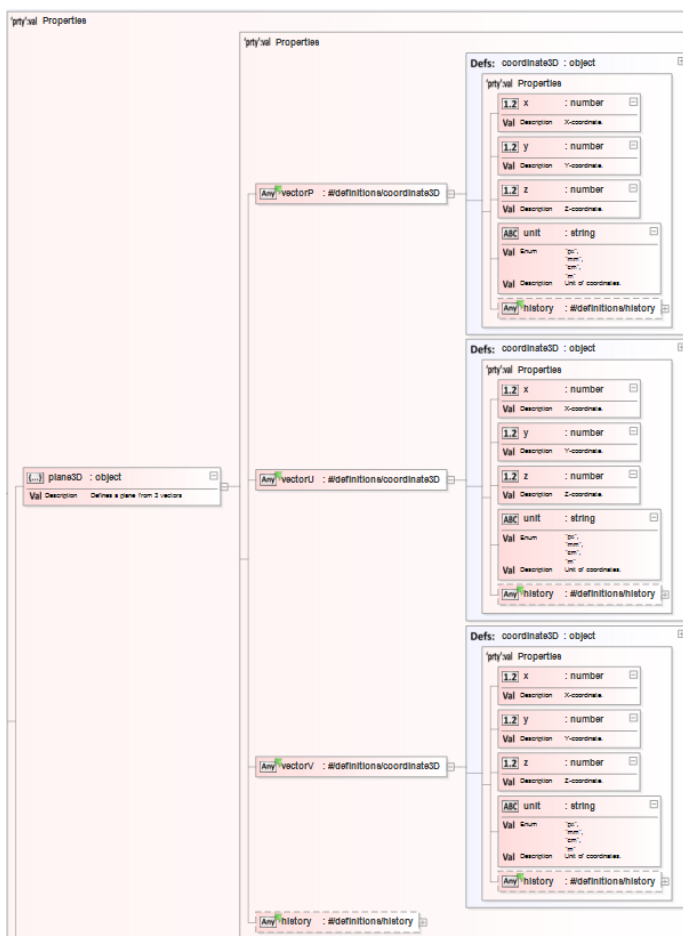 'prty':val Properties
'prty':val Properties
Defs: coordinate3D : object
'prty':val Properties
1.2 x : number
Val Description X-coordinate.
1.2 y : number
Val Description Y-coordinate.
Any vectorP : #/definitions/coordinate3D
1.2 z : number
Val Description Z-coordinate.
ABC unit : string
Val Enum "px",
"mm",
"cm",
"m"
Val Description Unit of coordinates.
Any history : #/definitions/history
Defs: coordinate3D : object
'prty':val Properties
1.2 x : number
Val Description X-coordinate.
1.2 y : number
Val Description Y-coordinate.
{...} plane3D : object
Val Description Defines a plane from 3 vectors
Any vectorU : #/definitions/coordinate3D
1.2 z : number
Val Description Z-coordinate.
ABC unit : string
Val Enum "px",
"mm",
"cm",
"m"
Val Description Unit of coordinates.
Any history : #/definitions/history
Defs: coordinate3D : object
'prty':val Properties
1.2 x : number
Val Description X-coordinate.
1.2 y : number
Val Description Y-coordinate.
Any vectorV : #/definitions/coordinate3D
1.2 z : number
Val Description Z-coordinate.
ABC unit : string
Val Enum "px",
"mm",
"cm",
"m"
Val Description Unit of coordinates.
Any history : #/definitions/history
Any history : #/definitions/history